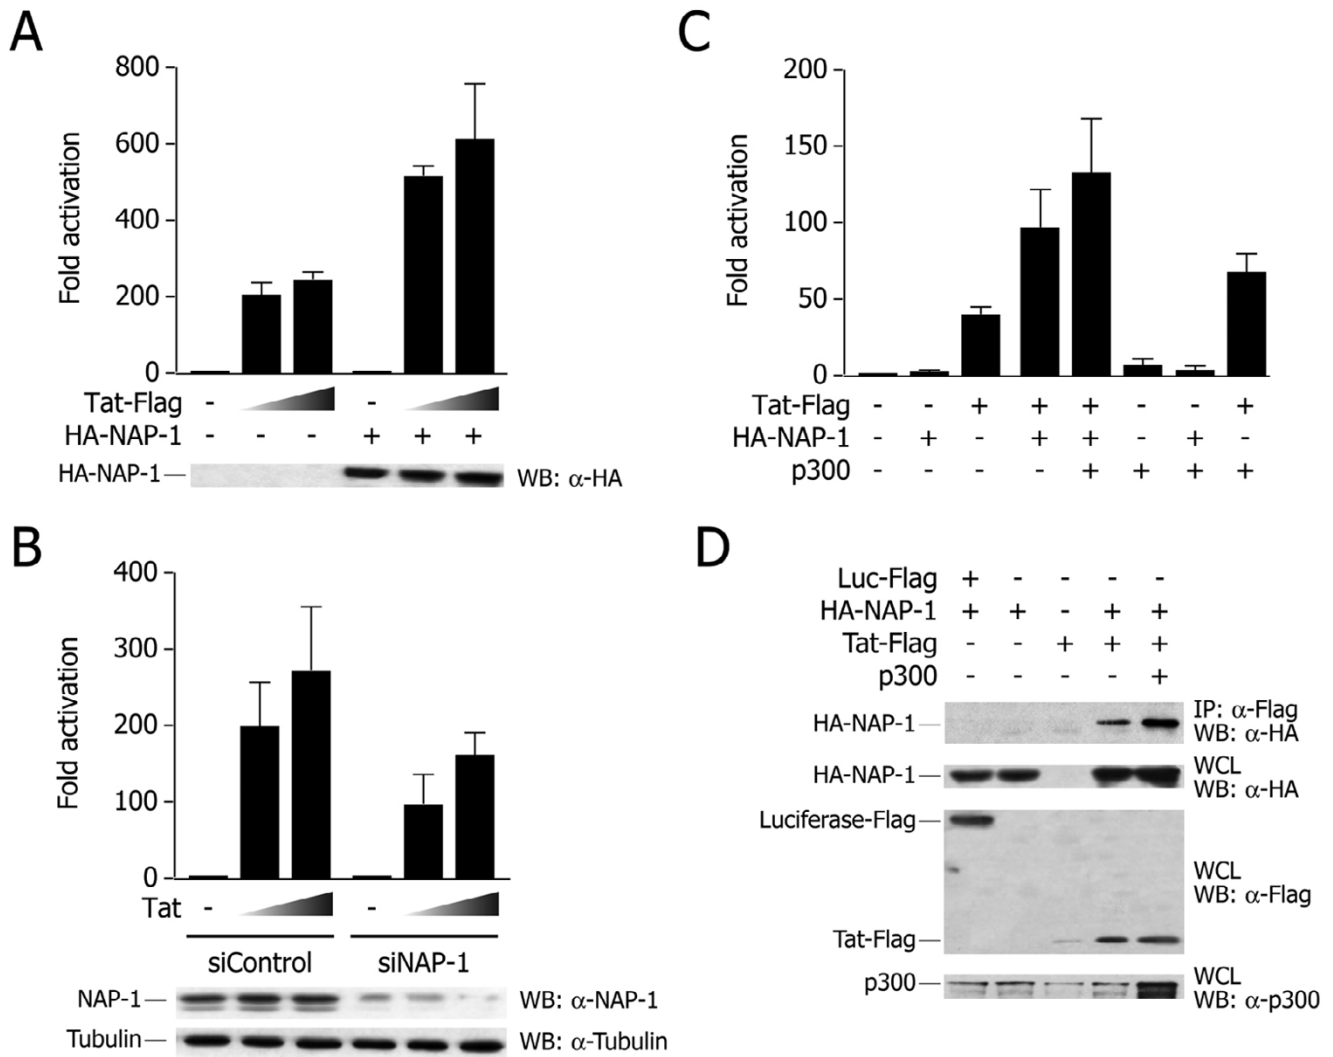 A
800
600
400
200
0
Fold activation
Tat-Flag -  -
HA-NAP-1 - - - + + +
HA-NAP-1 WB: α-HA
B
400
300
200
100
0
Fold activation
Tat -  -
siControl siNAP-1
NAP-1 WB: α-NAP-1
Tubulin WB: α-Tubulin
C
200
150
100
50
0
Fold activation
Tat-Flag - - + + + - - +
HA-NAP-1 - + - + + - + -
p300 - - - - + + + +
D
Luc-Flag + - - - -
HA-NAP-1 + + - + +
Tat-Flag - - + + +
p300 - - - - +
HA-NAP-1 IP: α-Flag
WB: α-HA
HA-NAP-1 WCL
WB: α-HA
Luciferase-Flag
WCL
WB: α-Flag
Tat-Flag
p300 WCL
WB: α-p300